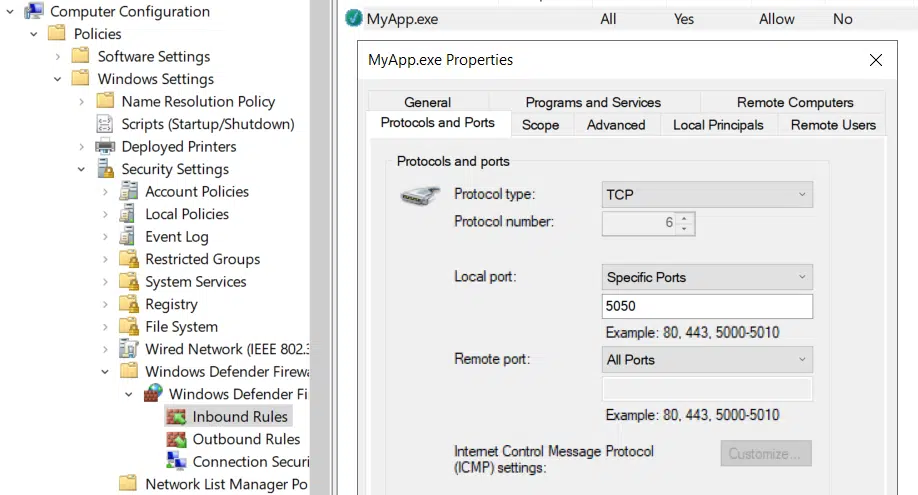 Computer Configuration
Policies
Software Settings
Windows Settings
Name Resolution Policy
Scripts (Startup/Shutdown)
Deployed Printers
Security Settings
Account Policies
Local Policies
Event Log
Restricted Groups
System Services
Registry
File System
Wired Network (IEEE 802.3
Windows Defender Firewa
Windows Defender Fi
Inbound Rules
Outbound Rules
Connection Securi
Network List Manager Po
MyApp.exe All Yes Allow No
MyApp.exe Properties
General Programs and Services Remote Computers
Protocols and Ports Scope Advanced Local Principals Remote Users
Protocols and ports
Protocol type: TCP
Protocol number: 6
Local port: Specific Ports
5050
Example: 80, 443, 5000-5010
Remote port: All Ports
Example: 80, 443, 5000-5010
Internet Control Message Protocol
(ICMP) settings: Customize...